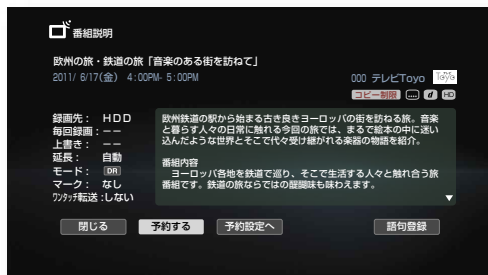 番組説明
欧州の旅・鉄道の旅「音楽のある街を訪ねて」
2011/ 6/17(金) 4:00PM- 5:00PM
000 テレビToyo Toyo
コピー制限 .... d HD
録画先： HDD
毎回録画：－－
上書き： －－
延長： 自動
モード： DR
マーク： なし
ワンタッチ転送：しない
欧州鉄道の駅から始まる古き良きヨーロッパの街を訪ねる旅。音楽
と暮らす人々の日常に触れる今回の旅では、まるで絵本の中に迷い
込んだような世界とそこで代々受け継がれる楽器の物語を紹介。
番組内容
ヨーロッパ各地を鉄道で巡り、そこで生活する人々と触れ合う旅
番組です。鉄道の旅ならではの醍醐味も味わえます。
閉じる 予約する 予約設定へ 語句登録